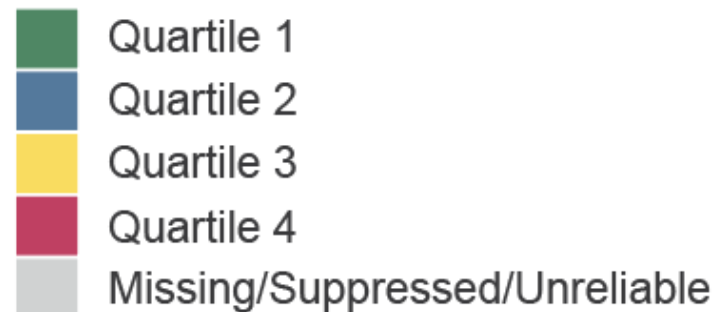 Quartile 1
Quartile 2
Quartile 3
Quartile 4
Missing/Suppressed/Unreliable